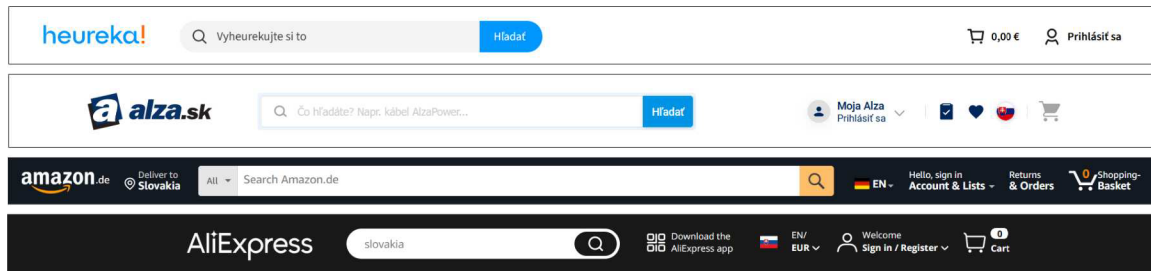 heureka! Vyheurekujte si to Hľadať 0,00 € Prihlásiť sa
alza.sk Čo hľadáte? Napr. kábel AlzaPower... Hľadať Moja Alza
Prihlásiť sa
amazon.de Deliver to
Slovakia
All Search Amazon.de
EN
Hello, sign in
Account & Lists
Returns
& Orders
0 Shopping-
Basket
AliExpress slovakia
Download the
AliExpress app
EN/
EUR
Welcome
Sign in / Register
0
Cart